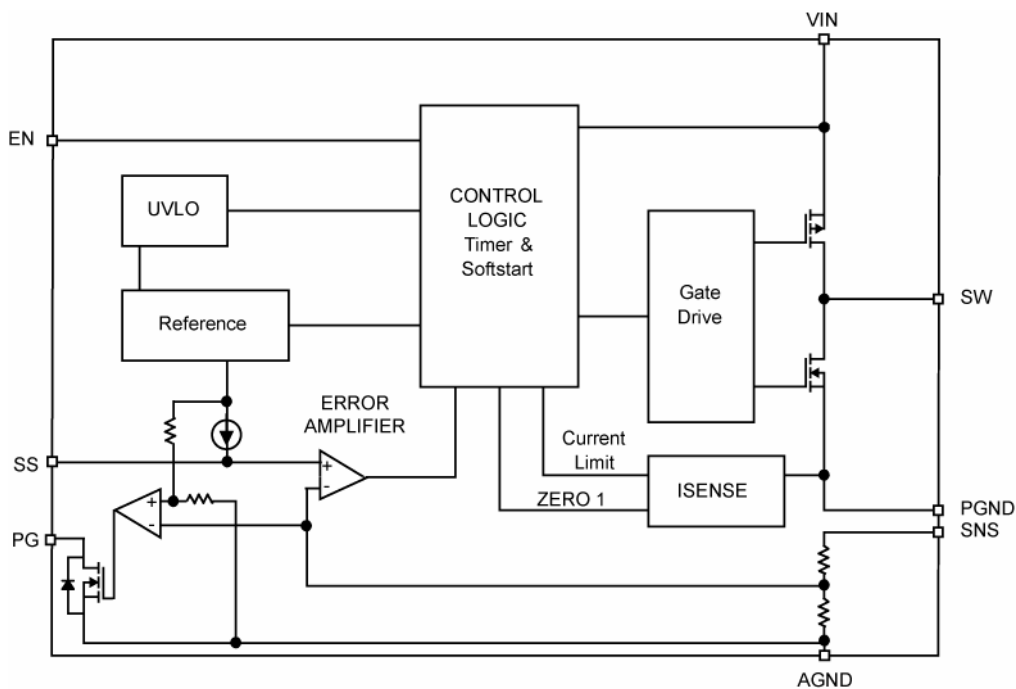 VIN
EN
CONTROL
LOGIC
Timer &
Softstart
UVLO
Gate
Drive
SW
Reference
ERROR
AMPLIFIER
SS
+
-
Current
Limit
ZERO 1
ISENSE
+
-
PG
PGND
SNS
AGND